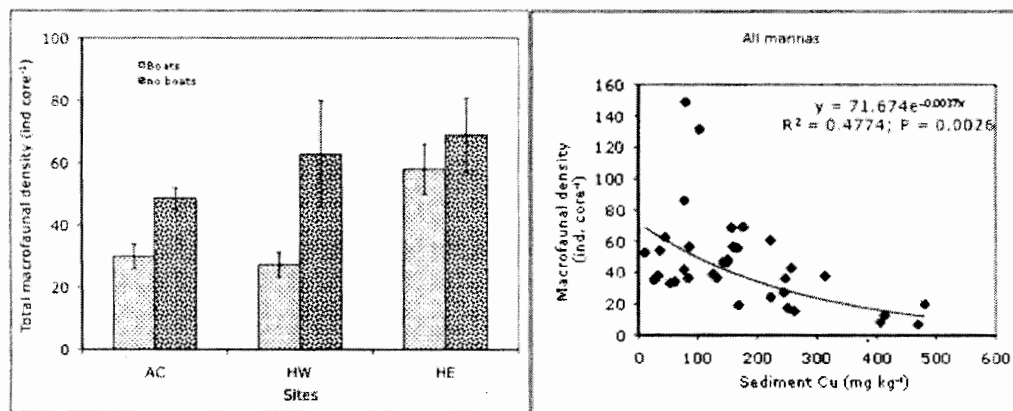 100
80
60
40
20
0
Total macrofaunal density (ind core⁻¹)
Boats
no boats
AC HW HE
Sites
All marinas
160
140
120
100
80
60
40
20
0
Macrofaunal density
(ind. core⁻¹)
y = 71.674e^-0.0037x
R² = 0.4774; P = 0.0026
0 100 200 300 400 500 600
Sediment Cu (mg kg⁻¹)